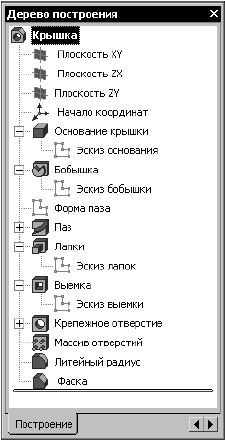 Дерево построения
Крышка
Плоскость XY
Плоскость ZX
Плоскость ZY
Начало координат
Основание крышки
Эскиз основания
Бобышка
Эскиз бобышки
Форма паза
Паз
Лапки
Эскиз лапок
Выемка
Эскиз выемки
Крепежное отверстие
Массив отверстий
Литейный радиус
Фаска
Построение